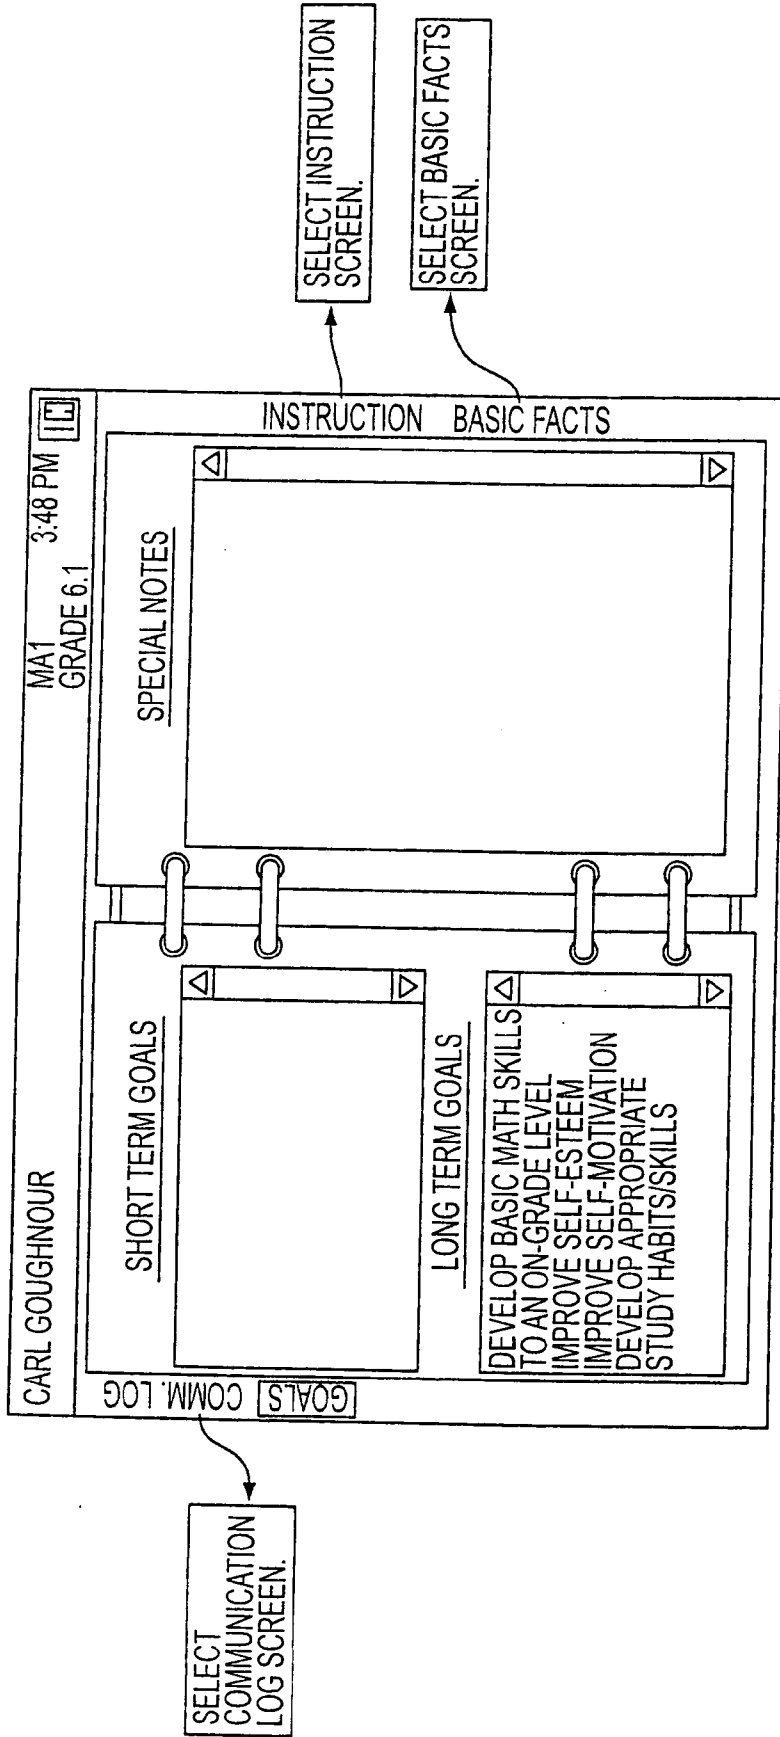 CARL GOUGHNOUR
MA1 3:48 PM
GRADE 6.1
COMM. LOG
GOALS
SHORT TERM GOALS
LONG TERM GOALS
DEVELOP BASIC MATH SKILLS
TO AN ON-GRADE LEVEL
IMPROVE SELF-ESTEEM
IMPROVE SELF-MOTIVATION
DEVELOP APPROPRIATE
STUDY HABITS/SKILLS
SPECIAL NOTES
INSTRUCTION
BASIC FACTS
SELECT
COMMUNICATION
LOG SCREEN.
SELECT INSTRUCTION
SCREEN.
SELECT BASIC FACTS
SCREEN.